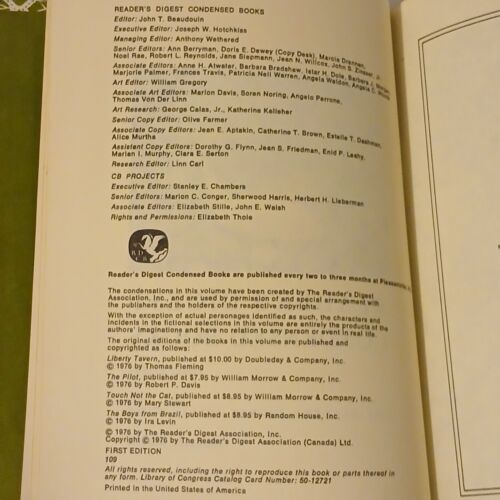 READER'S DIGEST CONDENSED BOOKS
Editor: John T. Beaudouin
Executive Editor: Joseph W. Hotchkiss
Managing Editor: Anthony Wethered
Senior Editors: Ann Berryman, Doris E. Dewey (Copy Desk), Marcia Drennen,
Noel Rae, Robert L. Reynolds, Jane Siepmann, Jean N. Willcox, John S. Zinsser, Jr.
Associate Editors: Anne H. Atwater, Barbara Bradshaw, Istar H. Dole, Barbara J.
Marjorie Palmer, Frances Travis, Patricia Nell Warren, Angela Weldon,
Art Editor: William Gregory
Associate Art Editors: Marion Davis, Soren Noring, Angelo Perrone,
Thomas Von Der Linn
Art Research: George Calas, Jr., Katherine Kelleher
Senior Copy Editor: Olive Farmer
Associate Copy Editors: Jean E. Aptakin, Catherine T. Brown, Estelle T. Dashman,
Alice Murtha
Assistant Copy Editors: Dorothy G. Flynn, Jean S. Friedman, Enid P. Leahy,
Marian I. Murphy, Clara E. Serton
Research Editor: Linn Carl
CB PROJECTS
Executive Editor: Stanley E. Chambers
Senior Editors: Marion C. Conger, Sherwood Harris, Herbert H. Lieberman
Associate Editors: Elizabeth Stille, John E. Walsh
Rights and Permissions: Elizabeth Thole
RD
CB
Reader's Digest Condensed Books are published every two to three months at
The condensations in this volume have been created by The Reader's Digest
Association, Inc., and are used by permission of and special arrangement with
the publishers and the holders of the respective copyrights.
With the exception of actual personages identified as such, the characters and
incidents in the fictional selections in this volume are entirely the products of the
authors' imaginations and have no relation to any person or event in real life.
The original editions of the books in this volume are published and
copyrighted as follows:
Liberty Tavern, published at $10.00 by Doubleday & Company, Inc.
© 1976 by Thomas Fleming
The Pilot, published at $7.95 by William Morrow & Company, Inc.
© 1976 by Robert P. Davis
Touch Not the Cat, published at $8.95 by William Morrow & Company, Inc.
© 1976 by Mary Stewart
The Boys from Brazil, published at $8.95 by Random House, Inc.
© 1976 by Ira Levin
© 1976 by The Reader's Digest Association, Inc.
Copyright © 1976 by The Reader's Digest Association (Canada) Ltd.
FIRST EDITION
109
All rights reserved, including the right to reproduce this book or parts thereof in
any form. Library of Congress Catalog Card Number: 50-12721
Printed in the United States of America